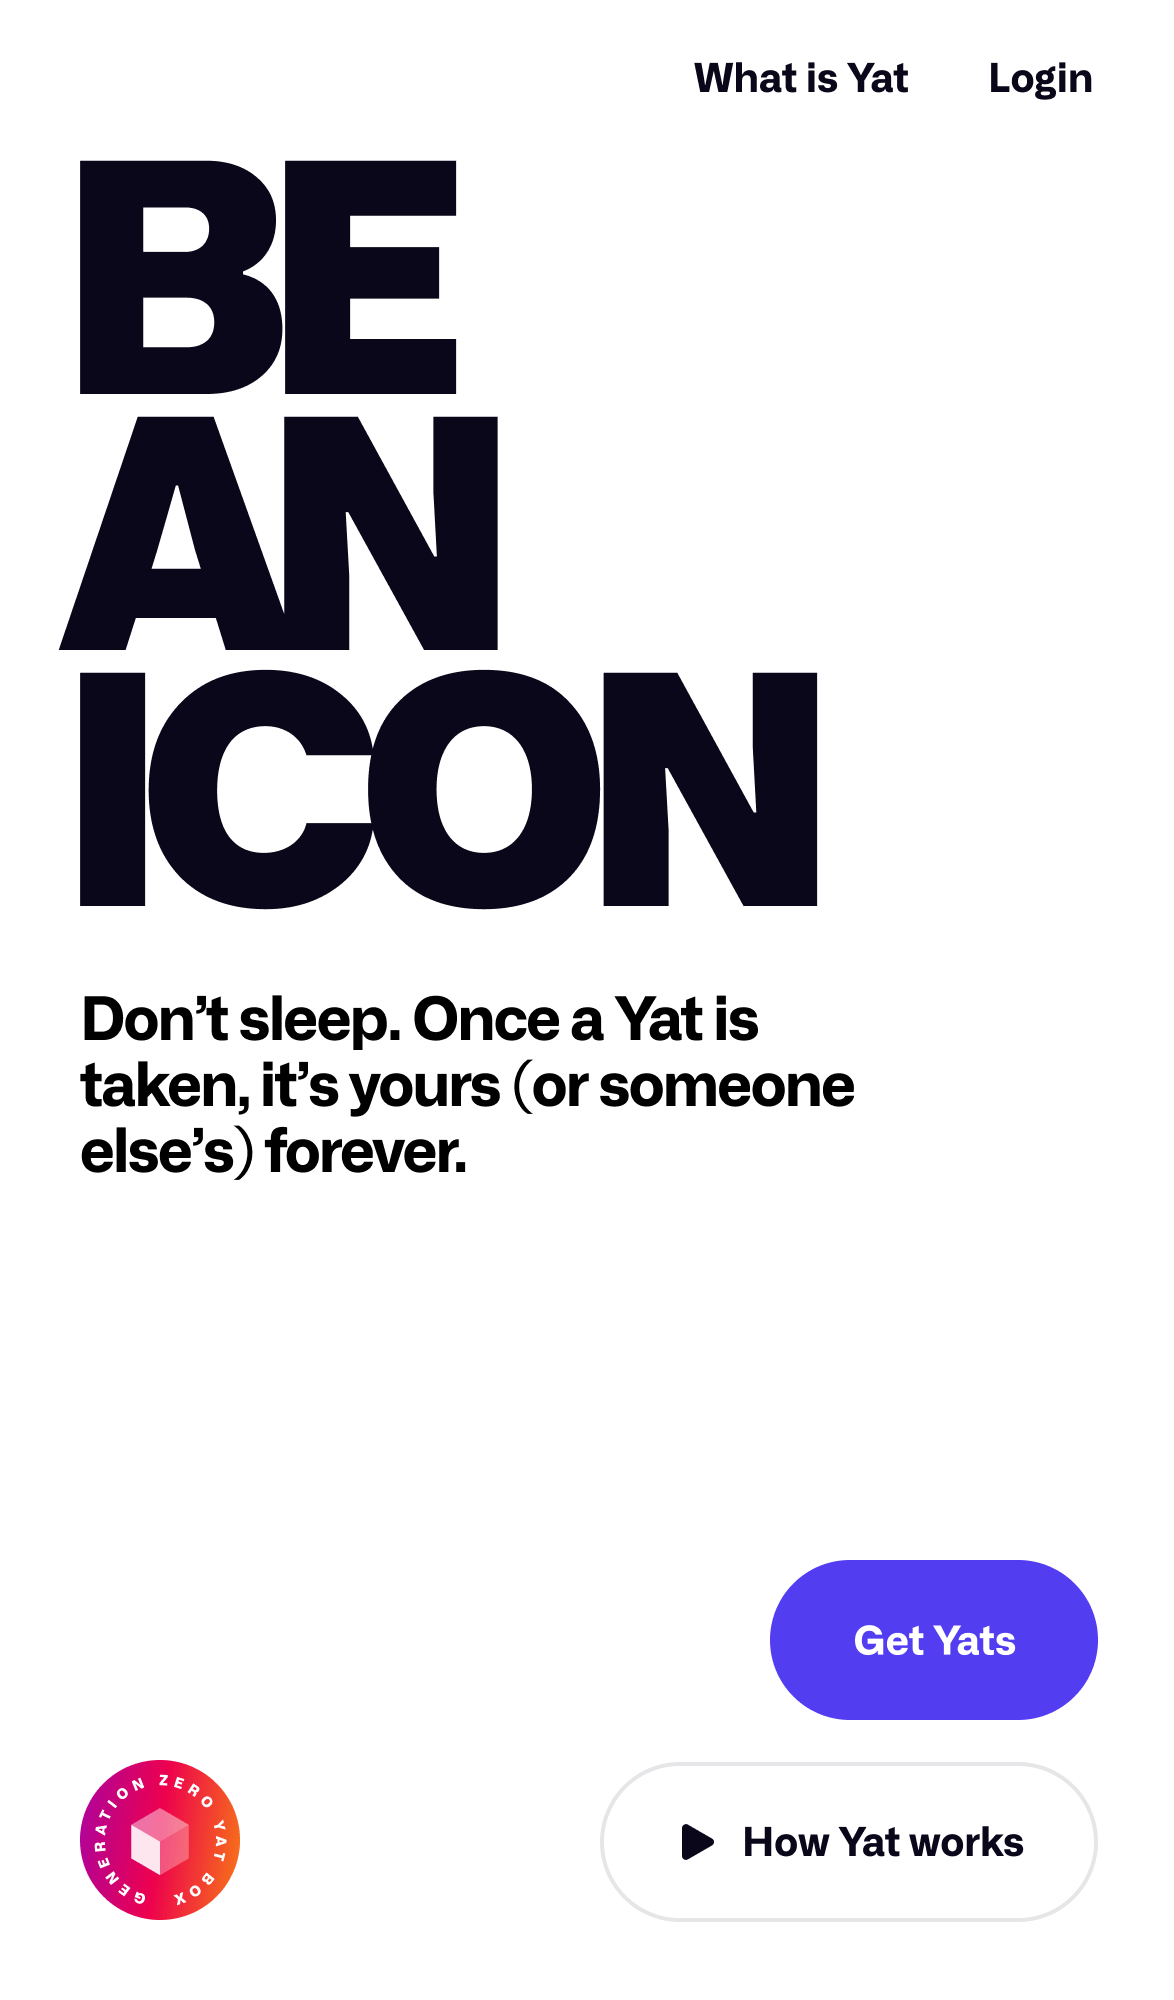 What is Yat Login
BE
AN
ICON
Don’t sleep. Once a Yat is
taken, it’s yours (or someone
else’s) forever.
Get Yats
GENERATION ZERO YAT BOX
How Yat works